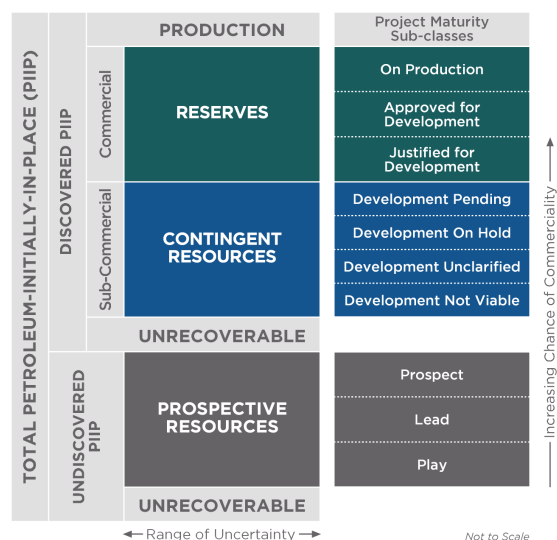 TOTAL PETROLEUM-INITIALLY-IN-PLACE (PIIP)
DISCOVERED PIIP
UNDISCOVERED
PIIP
Commercial
Sub-Commercial
PRODUCTION
RESERVES
CONTINGENT
RESOURCES
UNRECOVERABLE
PROSPECTIVE
RESOURCES
UNRECOVERABLE
Range of Uncertainty
Project Maturity
Sub-classes
On Production
Approved for
Development
Justified for
Development
Development Pending
Development On Hold
Development Unclarified
Development Not Viable
Prospect
Lead
Play
Increasing Chance of Commerciality
Not to Scale